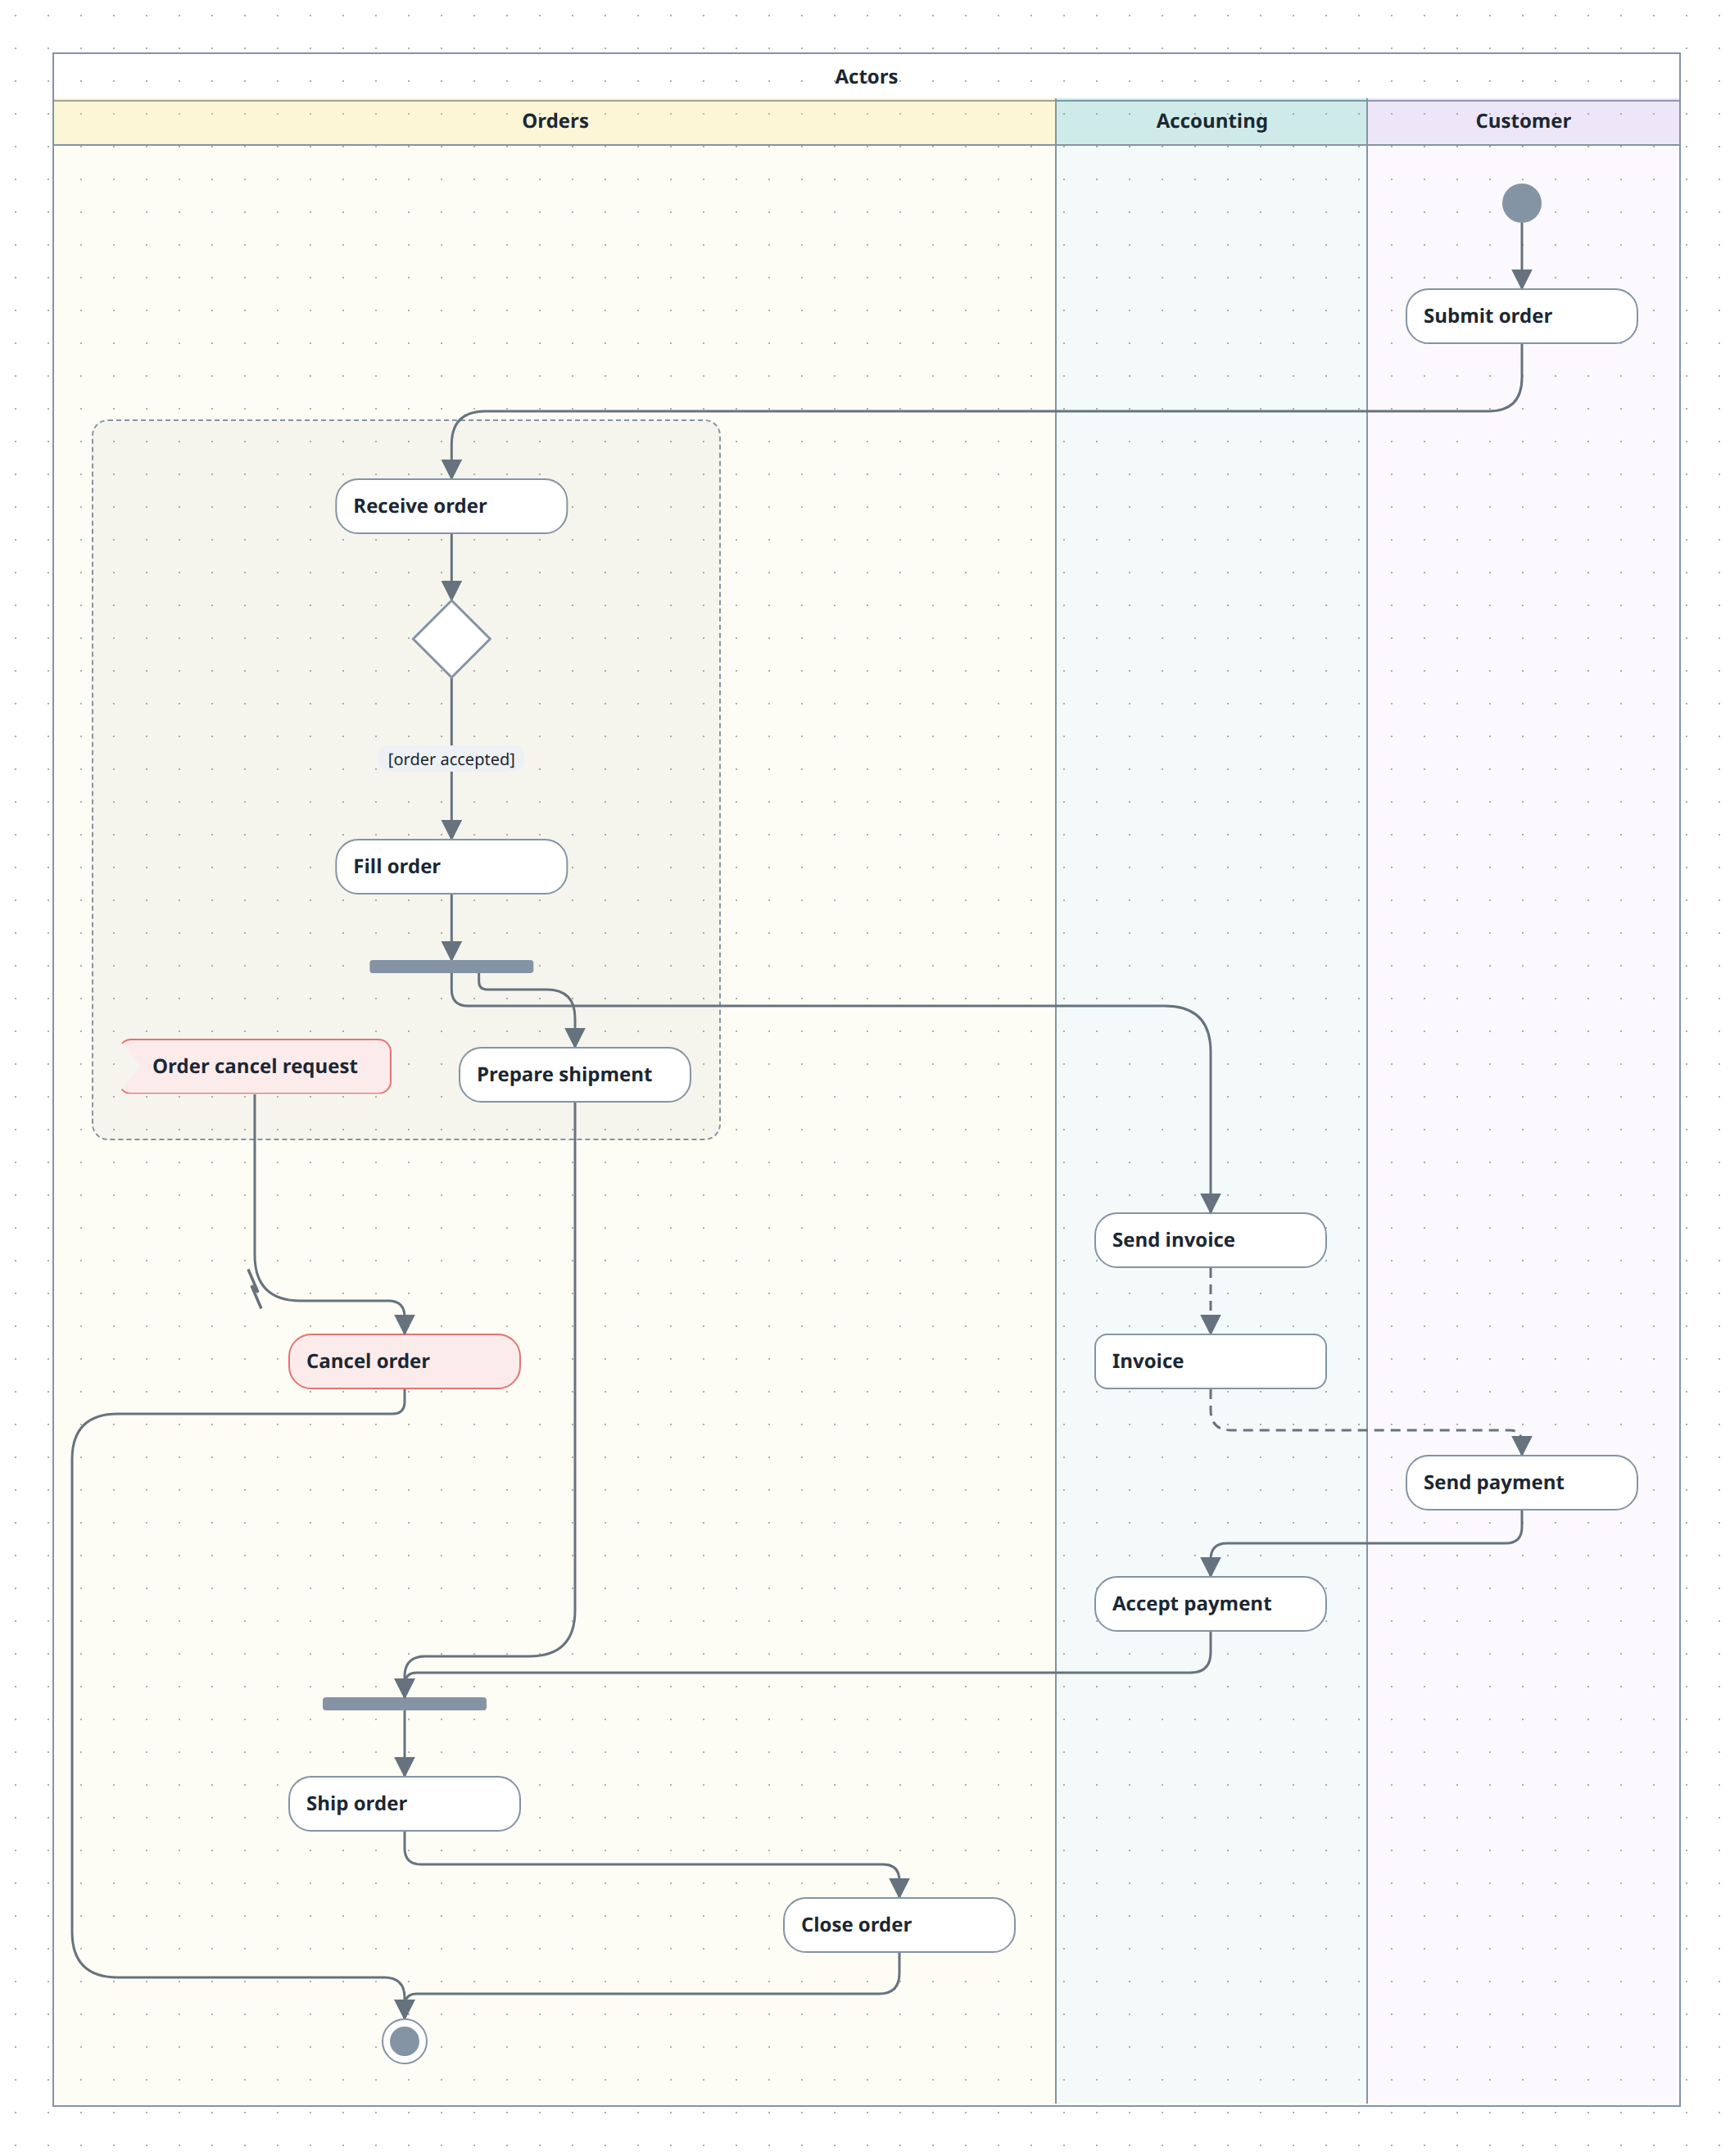 Actors
Orders
Accounting
Customer
Submit order
Receive order
[order accepted]
Fill order
Order cancel request
Prepare shipment
Send invoice
Cancel order
Invoice
Send payment
Accept payment
Ship order
Close order